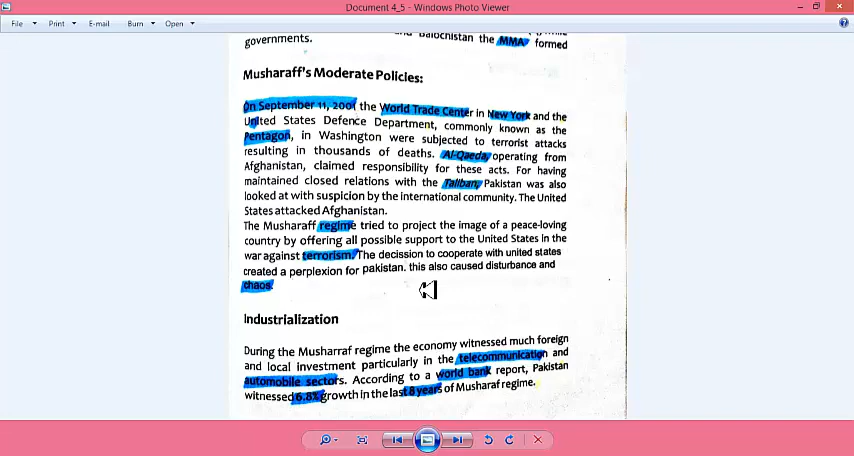 Document 4_5 - Windows Photo Viewer
File Print E-mail Burn Open
governments. and Balochistan the MMA formed
Musharaff's Moderate Policies:
On September 11, 2001 the World Trade Center in New York and the
United States Defence Department, commonly known as the
Pentagon, in Washington were subjected to terrorist attacks
resulting in thousands of deaths. Al-Qaeda, operating from
Afghanistan, claimed responsibility for these acts. For having
maintained closed relations with the Taliban, Pakistan was also
looked at with suspicion by the international community. The United
States attacked Afghanistan.
The Musharaff regime tried to project the image of a peace-loving
country by offering all possible support to the United States in the
war against terrorism. The decission to cooperate with united states
created a perplexion for pakistan. this also caused disturbance and
chaos.
Industrialization
During the Musharraf regime the economy witnessed much foreign
and local investment particularly in the telecommunication and
automobile sectors. According to a world bank report, Pakistan
witnessed 6.8% growth in the last 8 years of Musharaf regime.